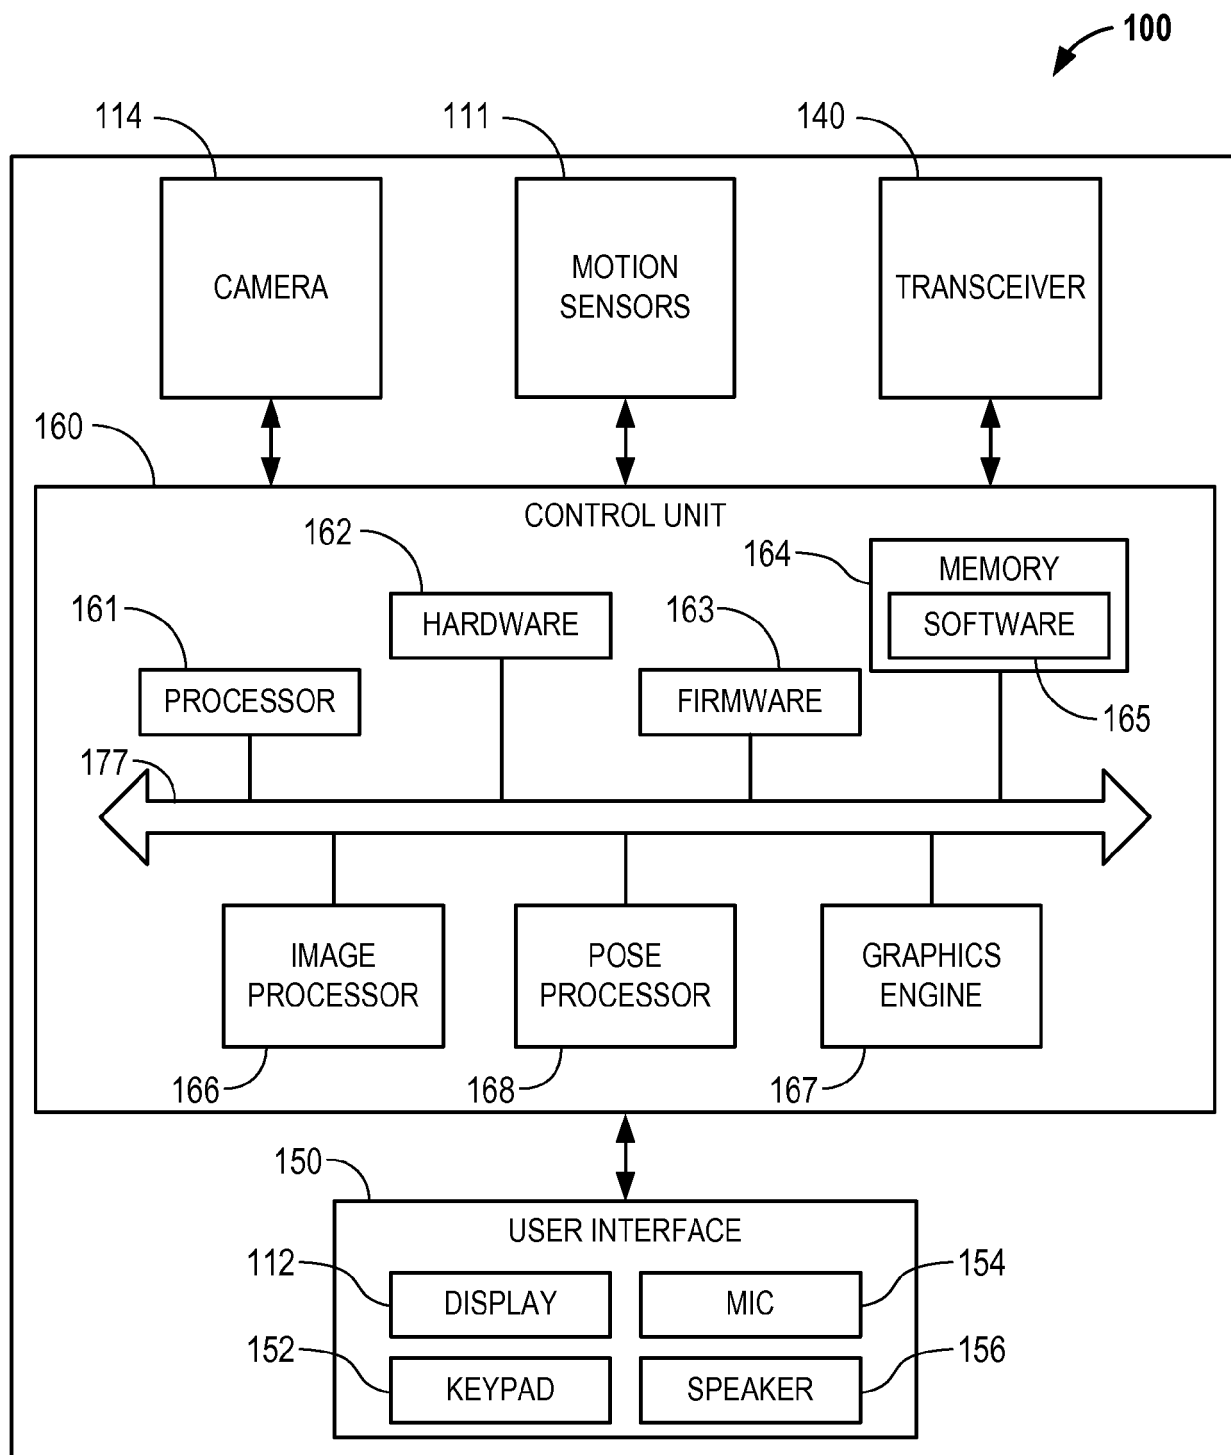 100
114
111
140
CAMERA
MOTION
SENSORS
TRANSCEIVER
160
CONTROL UNIT
162
164
MEMORY
161
HARDWARE
163
SOFTWARE
PROCESSOR
FIRMWARE
165
177
IMAGE
PROCESSOR
POSE
PROCESSOR
GRAPHICS
ENGINE
166
168
167
150
USER INTERFACE
112
DISPLAY
MIC
154
152
KEYPAD
SPEAKER
156